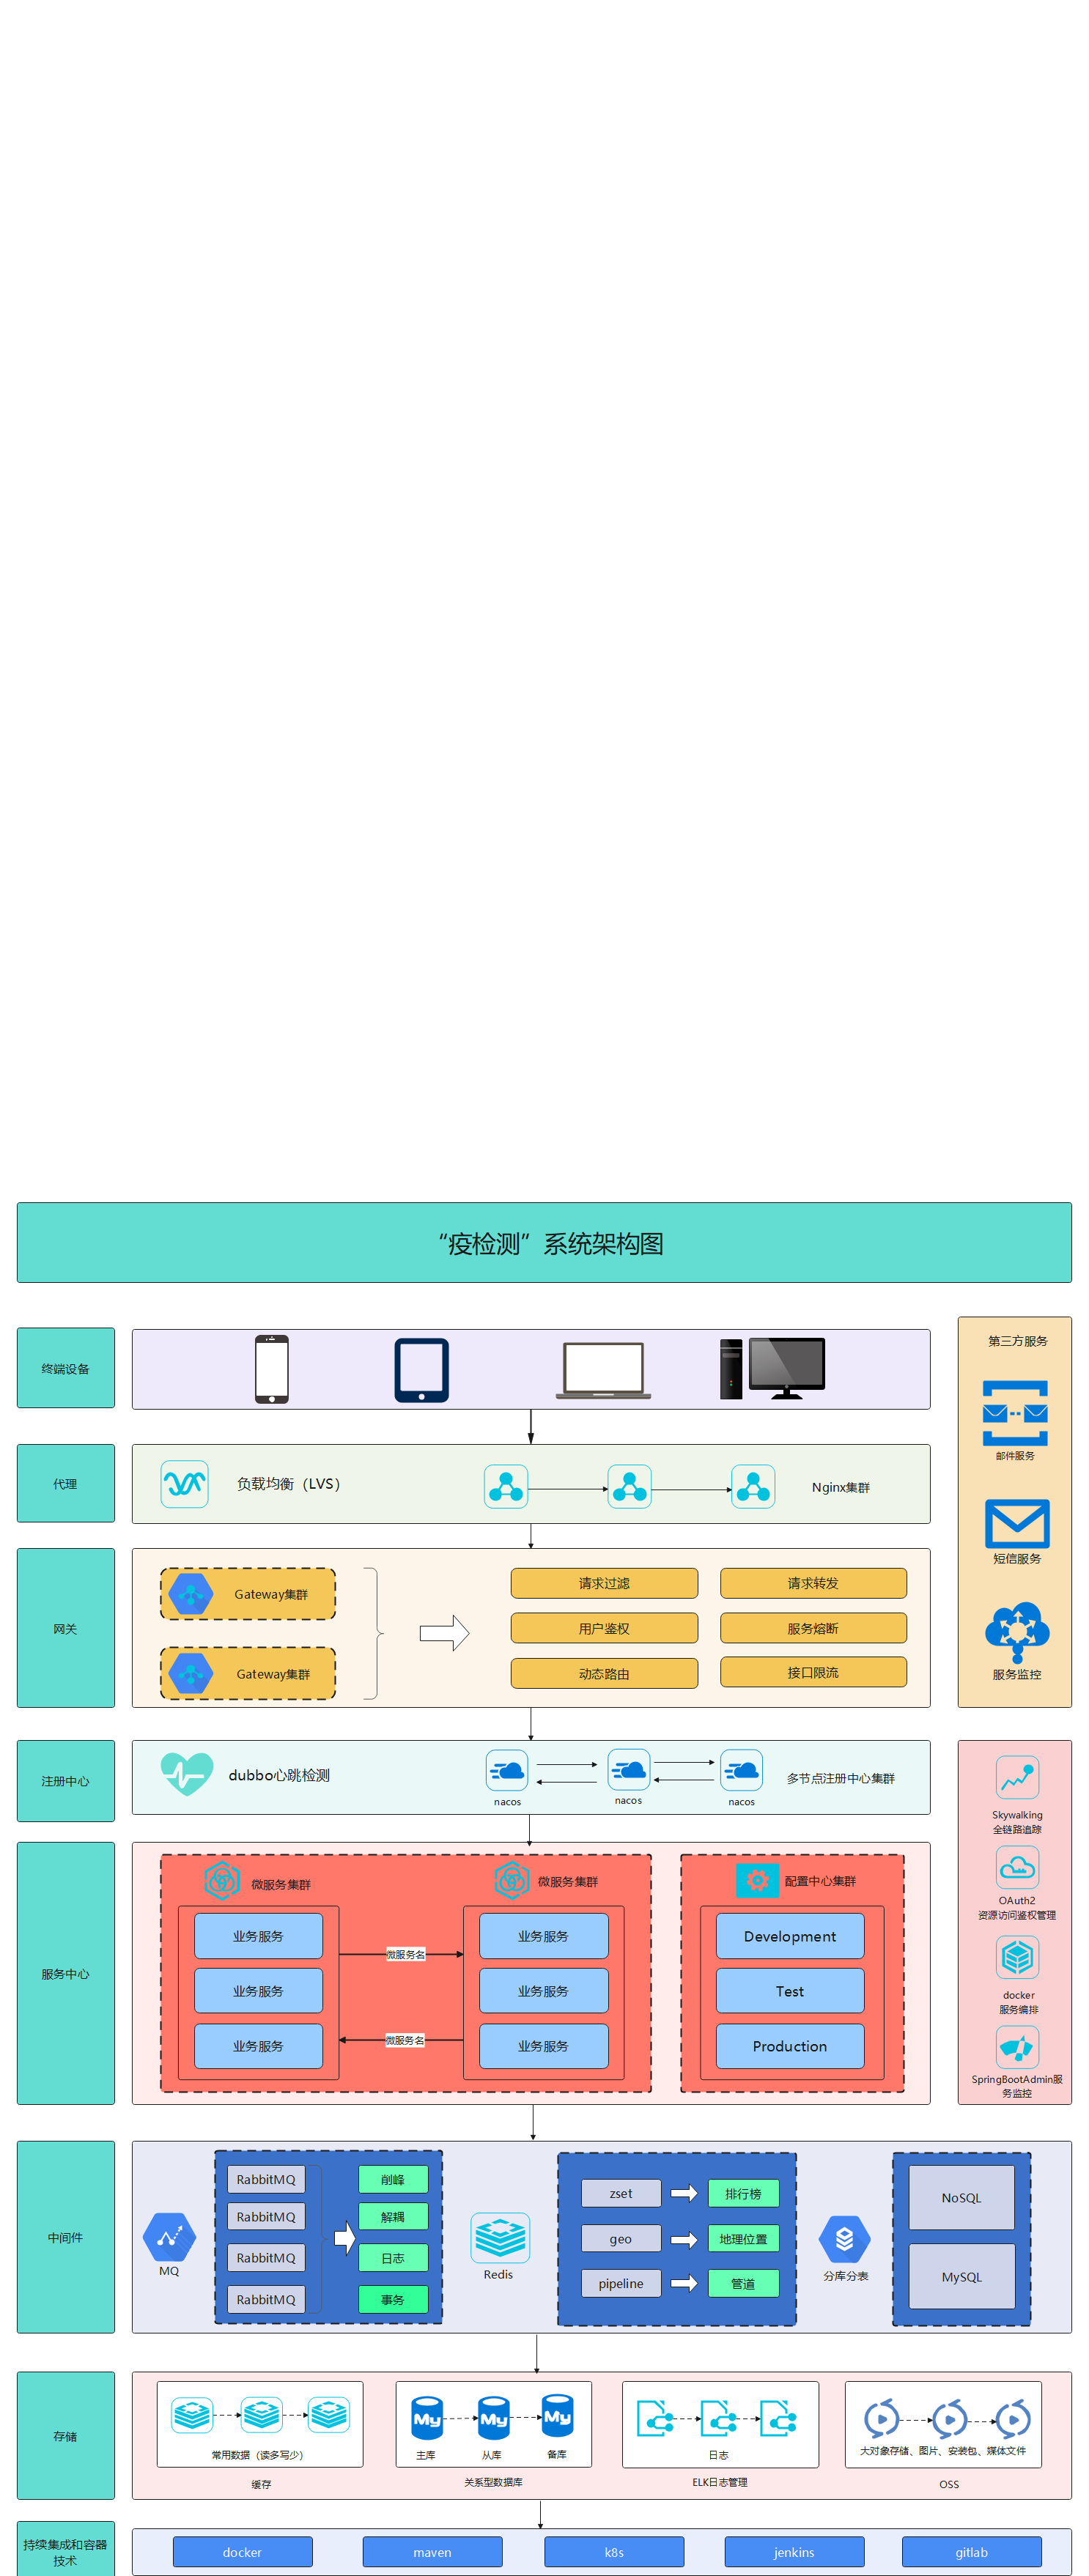 “疫检测”系统架构图
终端设备
第三方服务
邮件服务
短信服务
服务监控
代理
负载均衡（LVS）
Nginx集群
网关
Gateway集群
Gateway集群
请求过滤
请求转发
用户鉴权
服务熔断
动态路由
接口限流
注册中心
dubbo心跳检测
nacos
nacos
nacos
多节点注册中心集群
Skywalking
全链路追踪
OAuth2
资源访问鉴权管理
docker
服务编排
SpringBootAdmin服
务监控
服务中心
微服务集群
业务服务
业务服务
业务服务
微服务名
微服务名
微服务集群
业务服务
业务服务
业务服务
配置中心集群
Development
Test
Production
中间件
MQ
RabbitMQ
RabbitMQ
RabbitMQ
RabbitMQ
削峰
解耦
日志
事务
Redis
zset
排行榜
geo
地理位置
pipeline
管道
分库分表
NoSQL
MySQL
存储
常用数据（读多写少）
缓存
主库
从库
备库
关系型数据库
日志
ELK日志管理
大对象存储、图片、安装包、媒体文件
OSS
持续集成和容器
技术
docker
maven
k8s
jenkins
gitlab